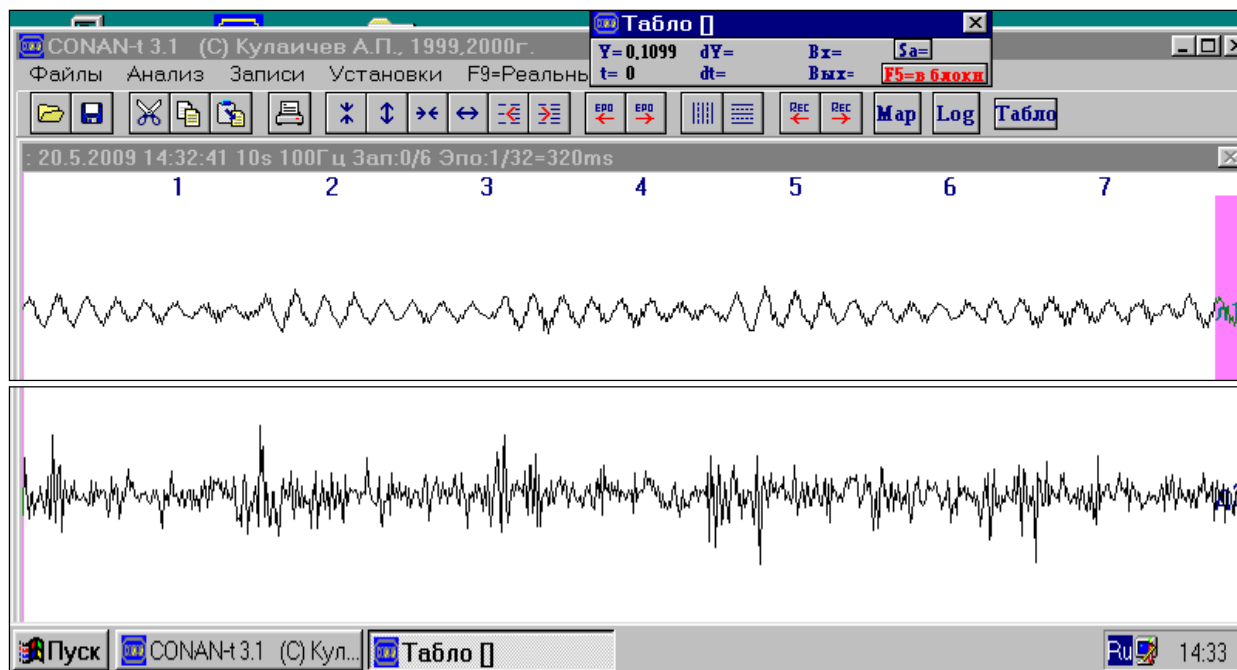 Табло []
CONAN-t 3.1 (C) Кулаичев А.П., 1999,2000г.
Y= 0,1099 dY= Вх= Sa=
t= 0 dt= Вых= F5=в блокн
Файлы Анализ Записи Установки F9=Реальнь
EPO EPO REC REC Map Log Табло
: 20.5.2009 14:32:41 10s 100Гц Зап:0/6 Эпо:1/32=320ms
1 2 3 4 5 6 7
Пуск CONAN-t 3.1 (C) Кул... Табло [] Ru 14:33